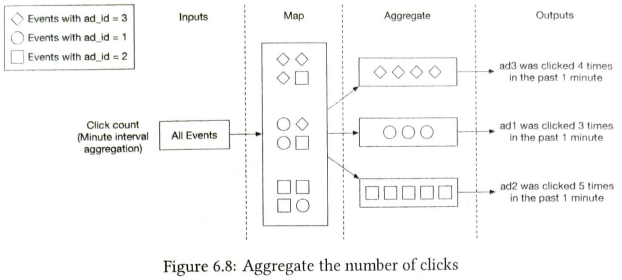 Events with ad_id = 3
Events with ad_id = 1
Events with ad_id = 2
Inputs
Map
Aggregate
Outputs
Click count
(Minute interval
aggregation)
All Events
ad3 was clicked 4 times
in the past 1 minute
ad1 was clicked 3 times
in the past 1 minute
ad2 was clicked 5 times
in the past 1 minute
Figure 6.8: Aggregate the number of clicks